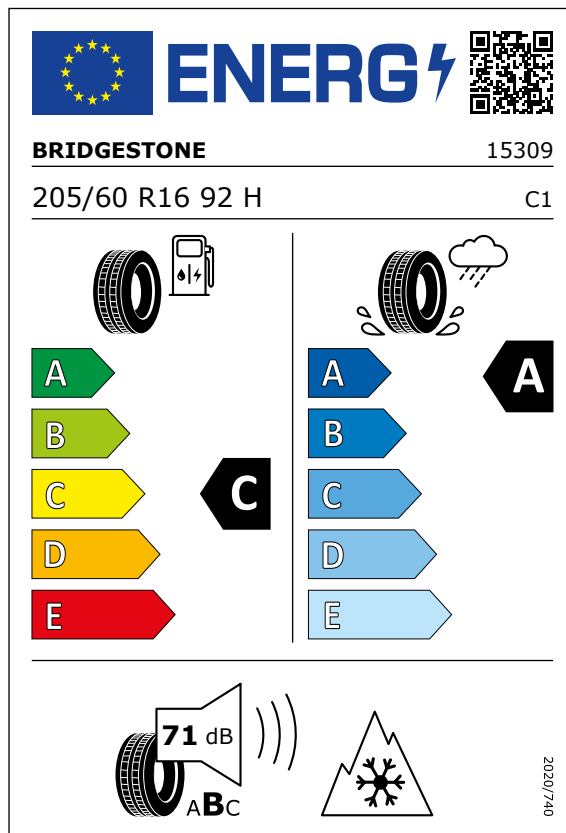 ENERG
BRIDGESTONE 15309
205/60 R16 92 H C1
A A A
B B
C C C
D D
E E
71 dB
ABC
2020/740